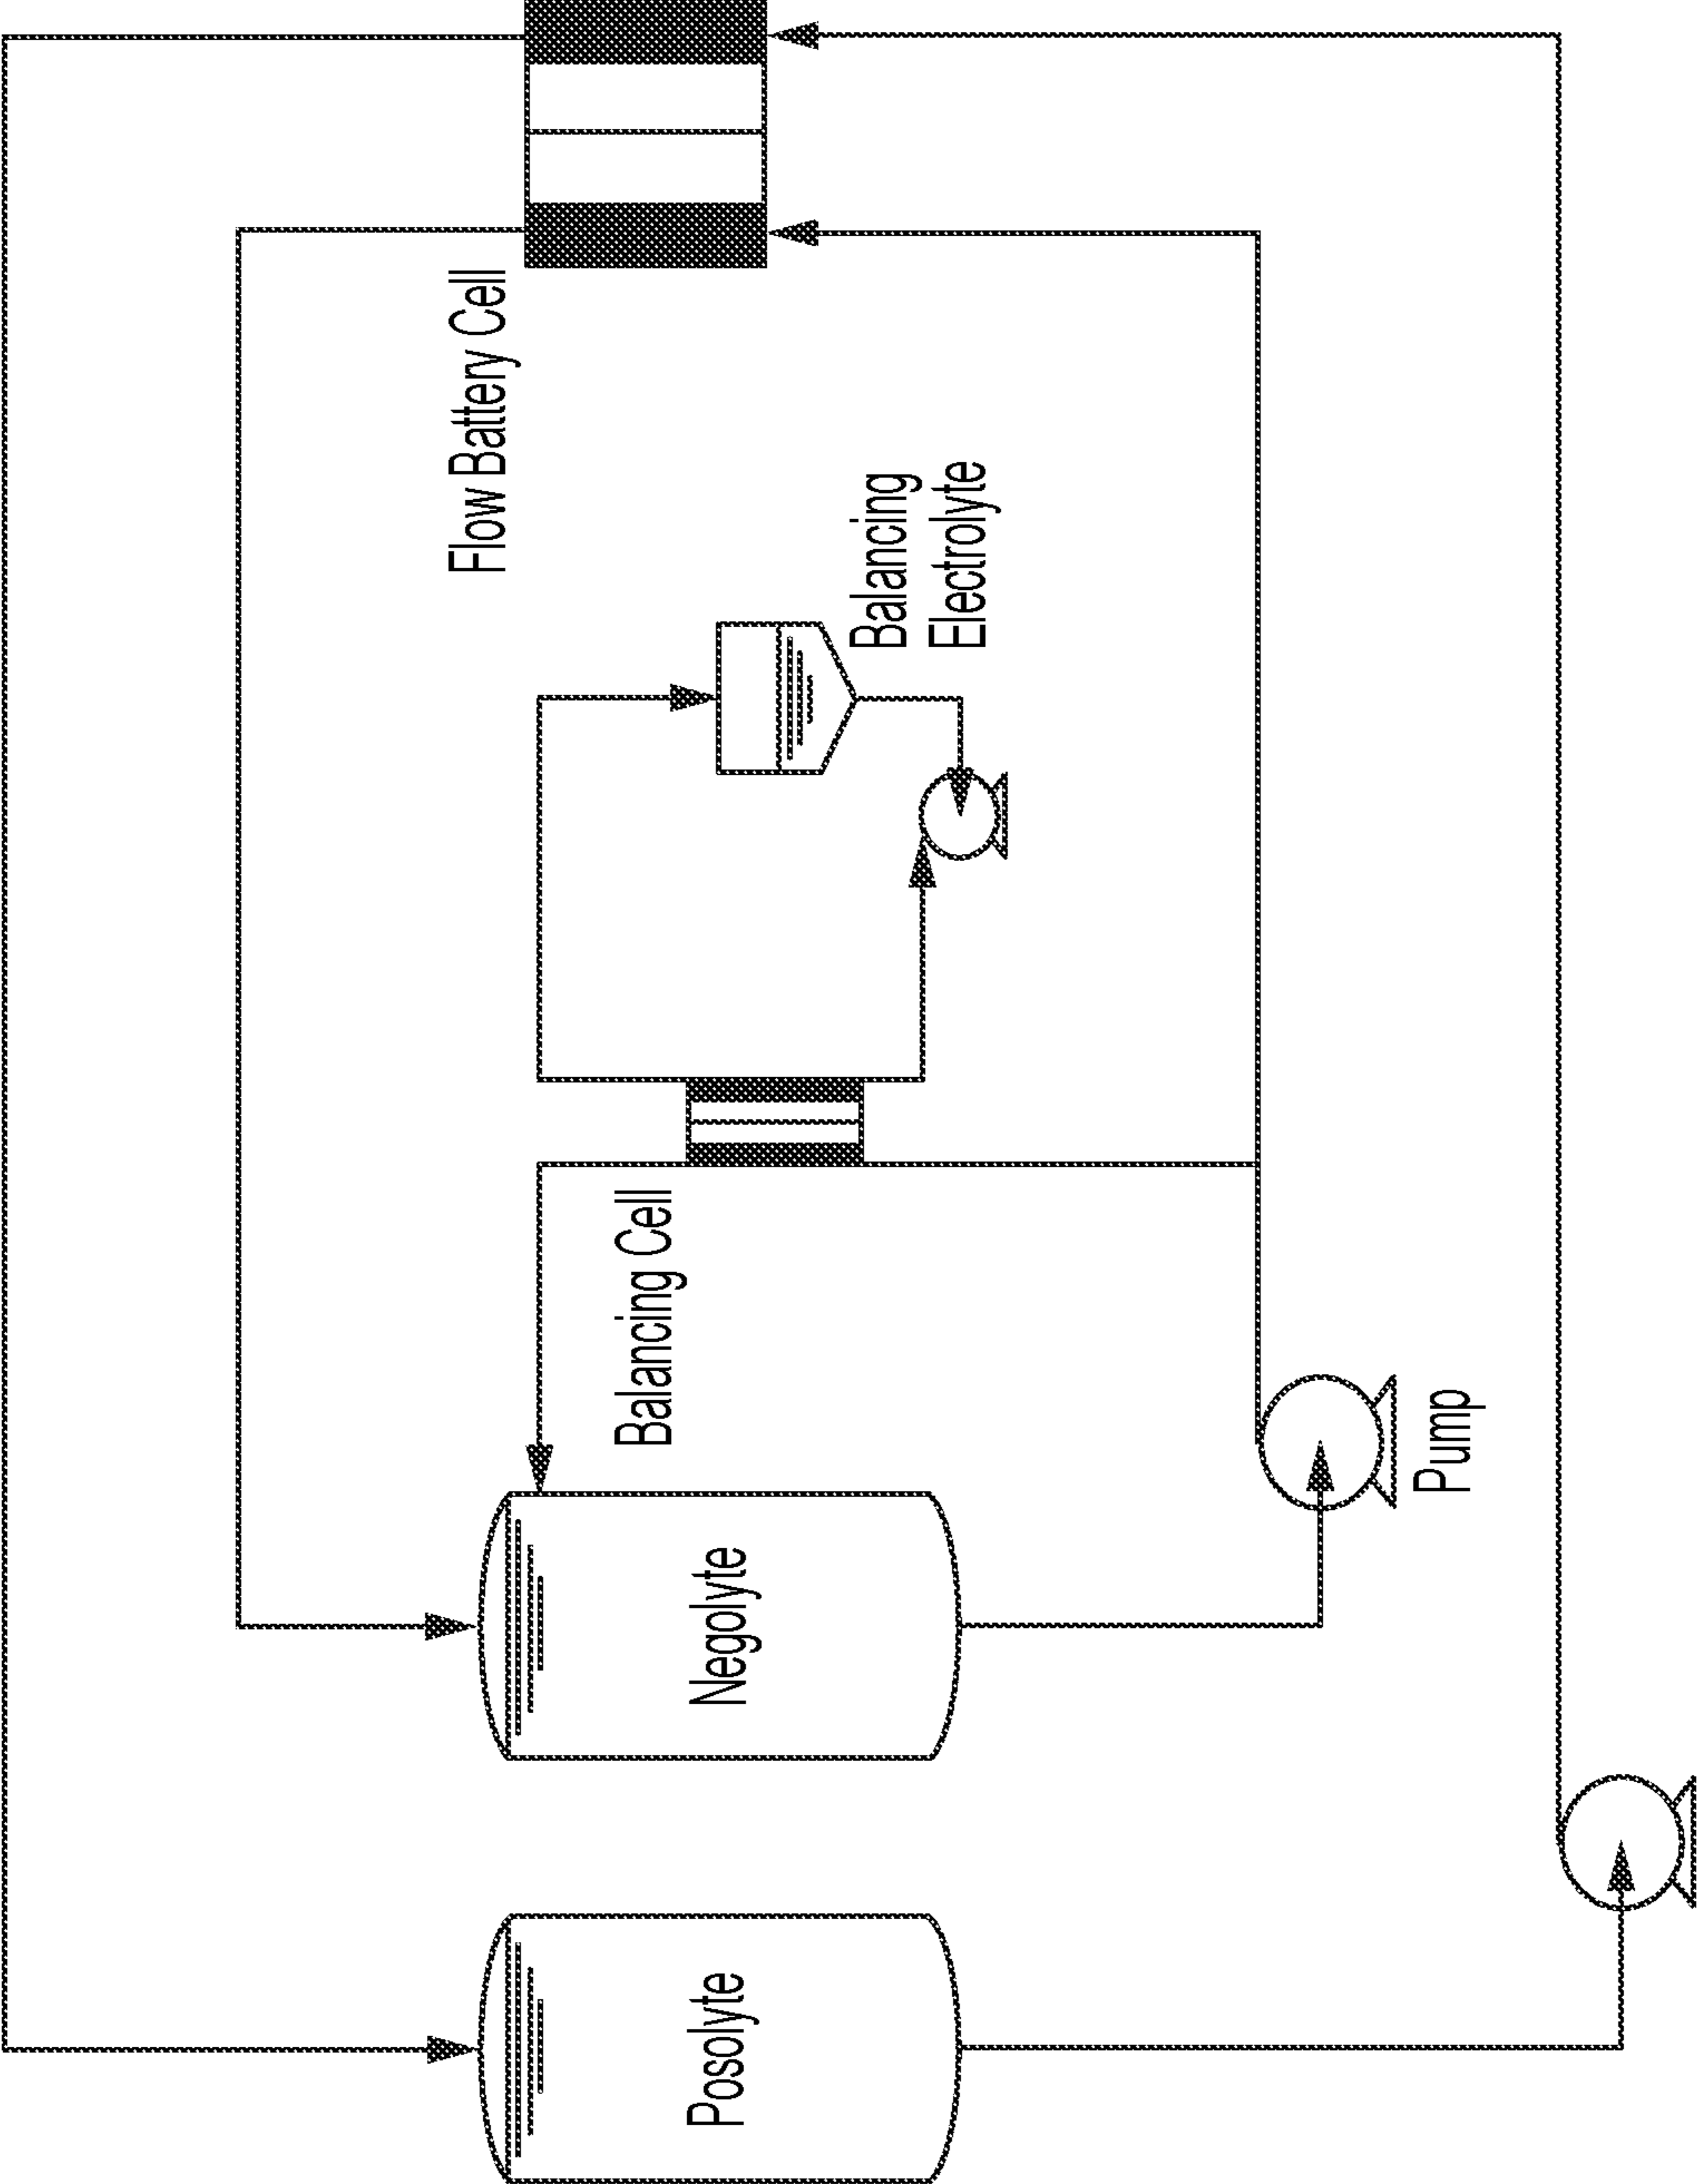 Flow Battery Cell
Balancing
Electrolyte
Balancing Cell
Negolyte
Pump
Posolyte